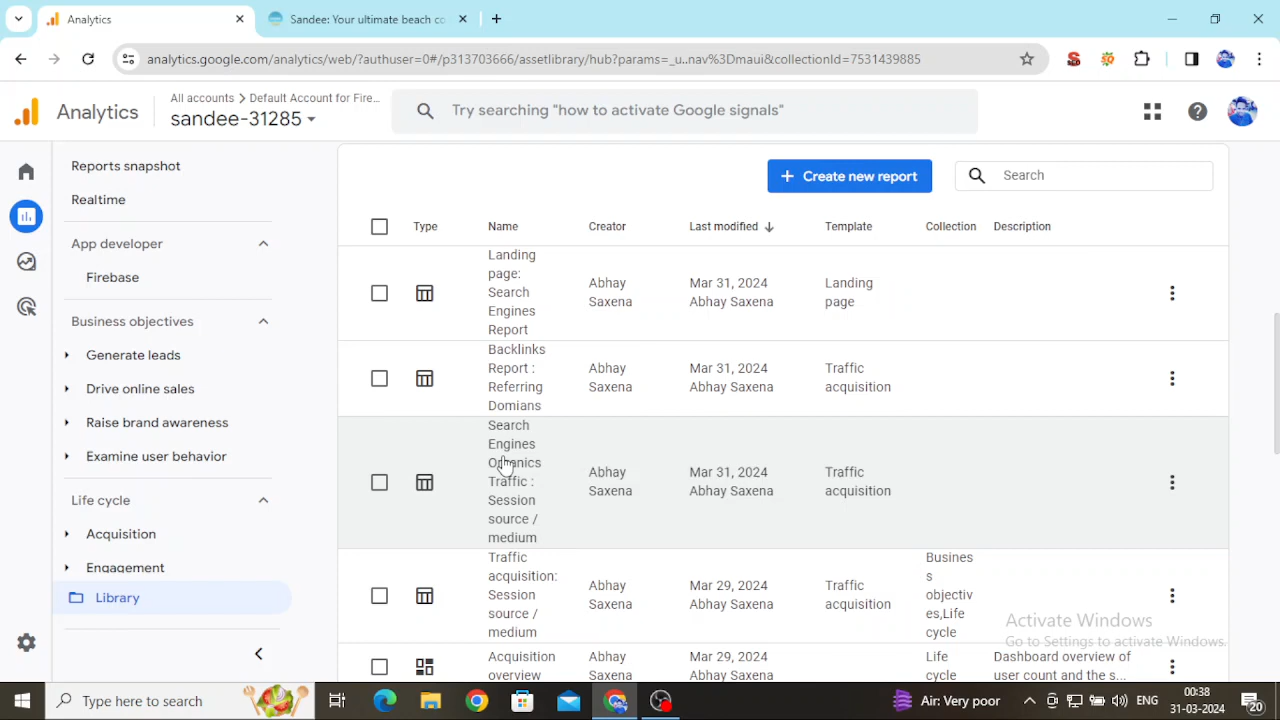 Analytics
Sandee: Your ultimate beach co
analytics.google.com/analytics/web/?authuser=0#/p313703666/assetlibrary/hub?params=_u..nav%3Dmaui&collectionId=7531439885
Analytics
All accounts > Default Account for Fire...
sandee-31285
Try searching "how to activate Google signals"
Reports snapshot
Realtime
App developer
Firebase
Business objectives
Generate leads
Drive online sales
Raise brand awareness
Examine user behavior
Life cycle
Acquisition
Engagement
Library
+ Create new report
Search
Type
Name
Creator
Last modified
Template
Collection
Description
Landing
page:
Search
Engines
Report
Abhay
Saxena
Mar 31, 2024
Abhay Saxena
Landing
page
Backlinks
Report :
Referring
Domians
Abhay
Saxena
Mar 31, 2024
Abhay Saxena
Traffic
acquisition
Search
Engines
Organics
Traffic :
Session
source /
medium
Abhay
Saxena
Mar 31, 2024
Abhay Saxena
Traffic
acquisition
Traffic
acquisition:
Session
source /
medium
Abhay
Saxena
Mar 29, 2024
Abhay Saxena
Traffic
acquisition
Busines
s
objectiv
es,Life
cycle
Acquisition
overview
Abhay
Saxena
Mar 29, 2024
Abhay Saxena
Life
cycle
Dashboard overview of
user count and the s...
Activate Windows
Go to Settings to activate Windows.
Type here to search
Air: Very poor
ENG
00:38
31-03-2024
20